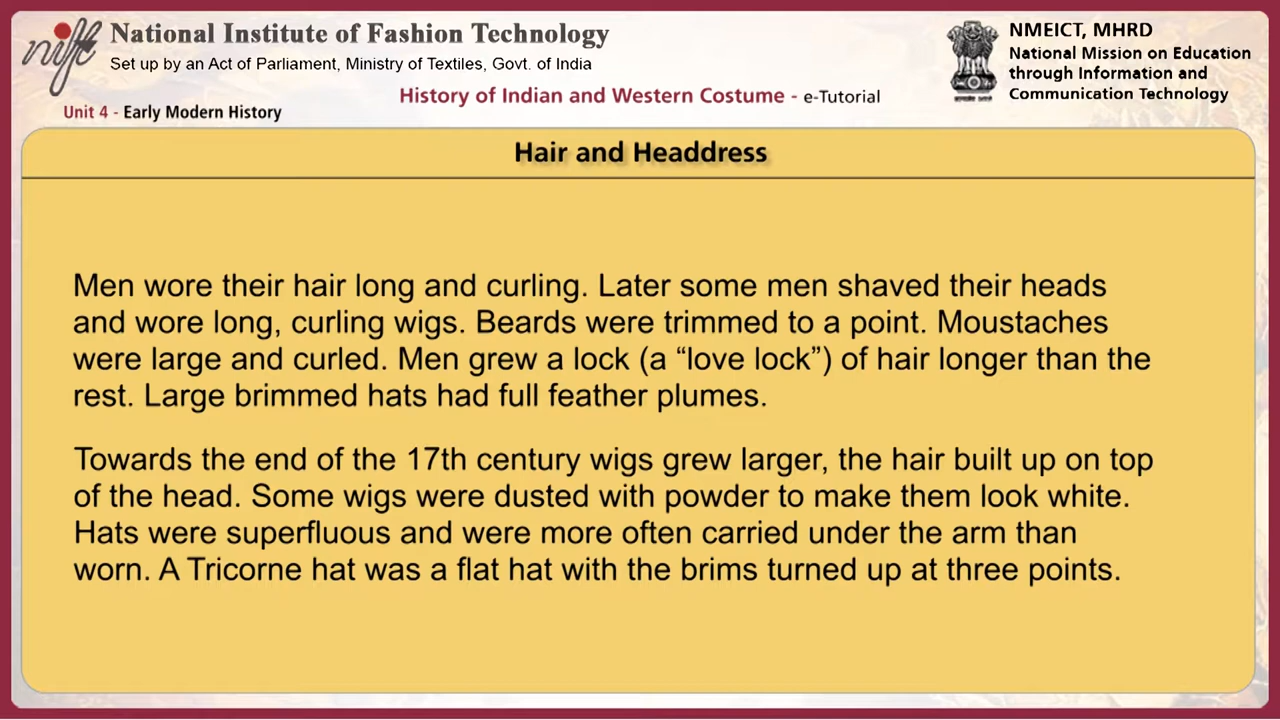 nift
National Institute of Fashion Technology
Set up by an Act of Parliament, Ministry of Textiles, Govt. of India
NMEICT, MHRD
National Mission on Education
through Information and
Communication Technology
History of Indian and Western Costume - e-Tutorial
Unit 4 - Early Modern History
Hair and Headdress
Men wore their hair long and curling. Later some men shaved their heads
and wore long, curling wigs. Beards were trimmed to a point. Moustaches
were large and curled. Men grew a lock (a “love lock”) of hair longer than the
rest. Large brimmed hats had full feather plumes.
Towards the end of the 17th century wigs grew larger, the hair built up on top
of the head. Some wigs were dusted with powder to make them look white.
Hats were superfluous and were more often carried under the arm than
worn. A Tricorne hat was a flat hat with the brims turned up at three points.